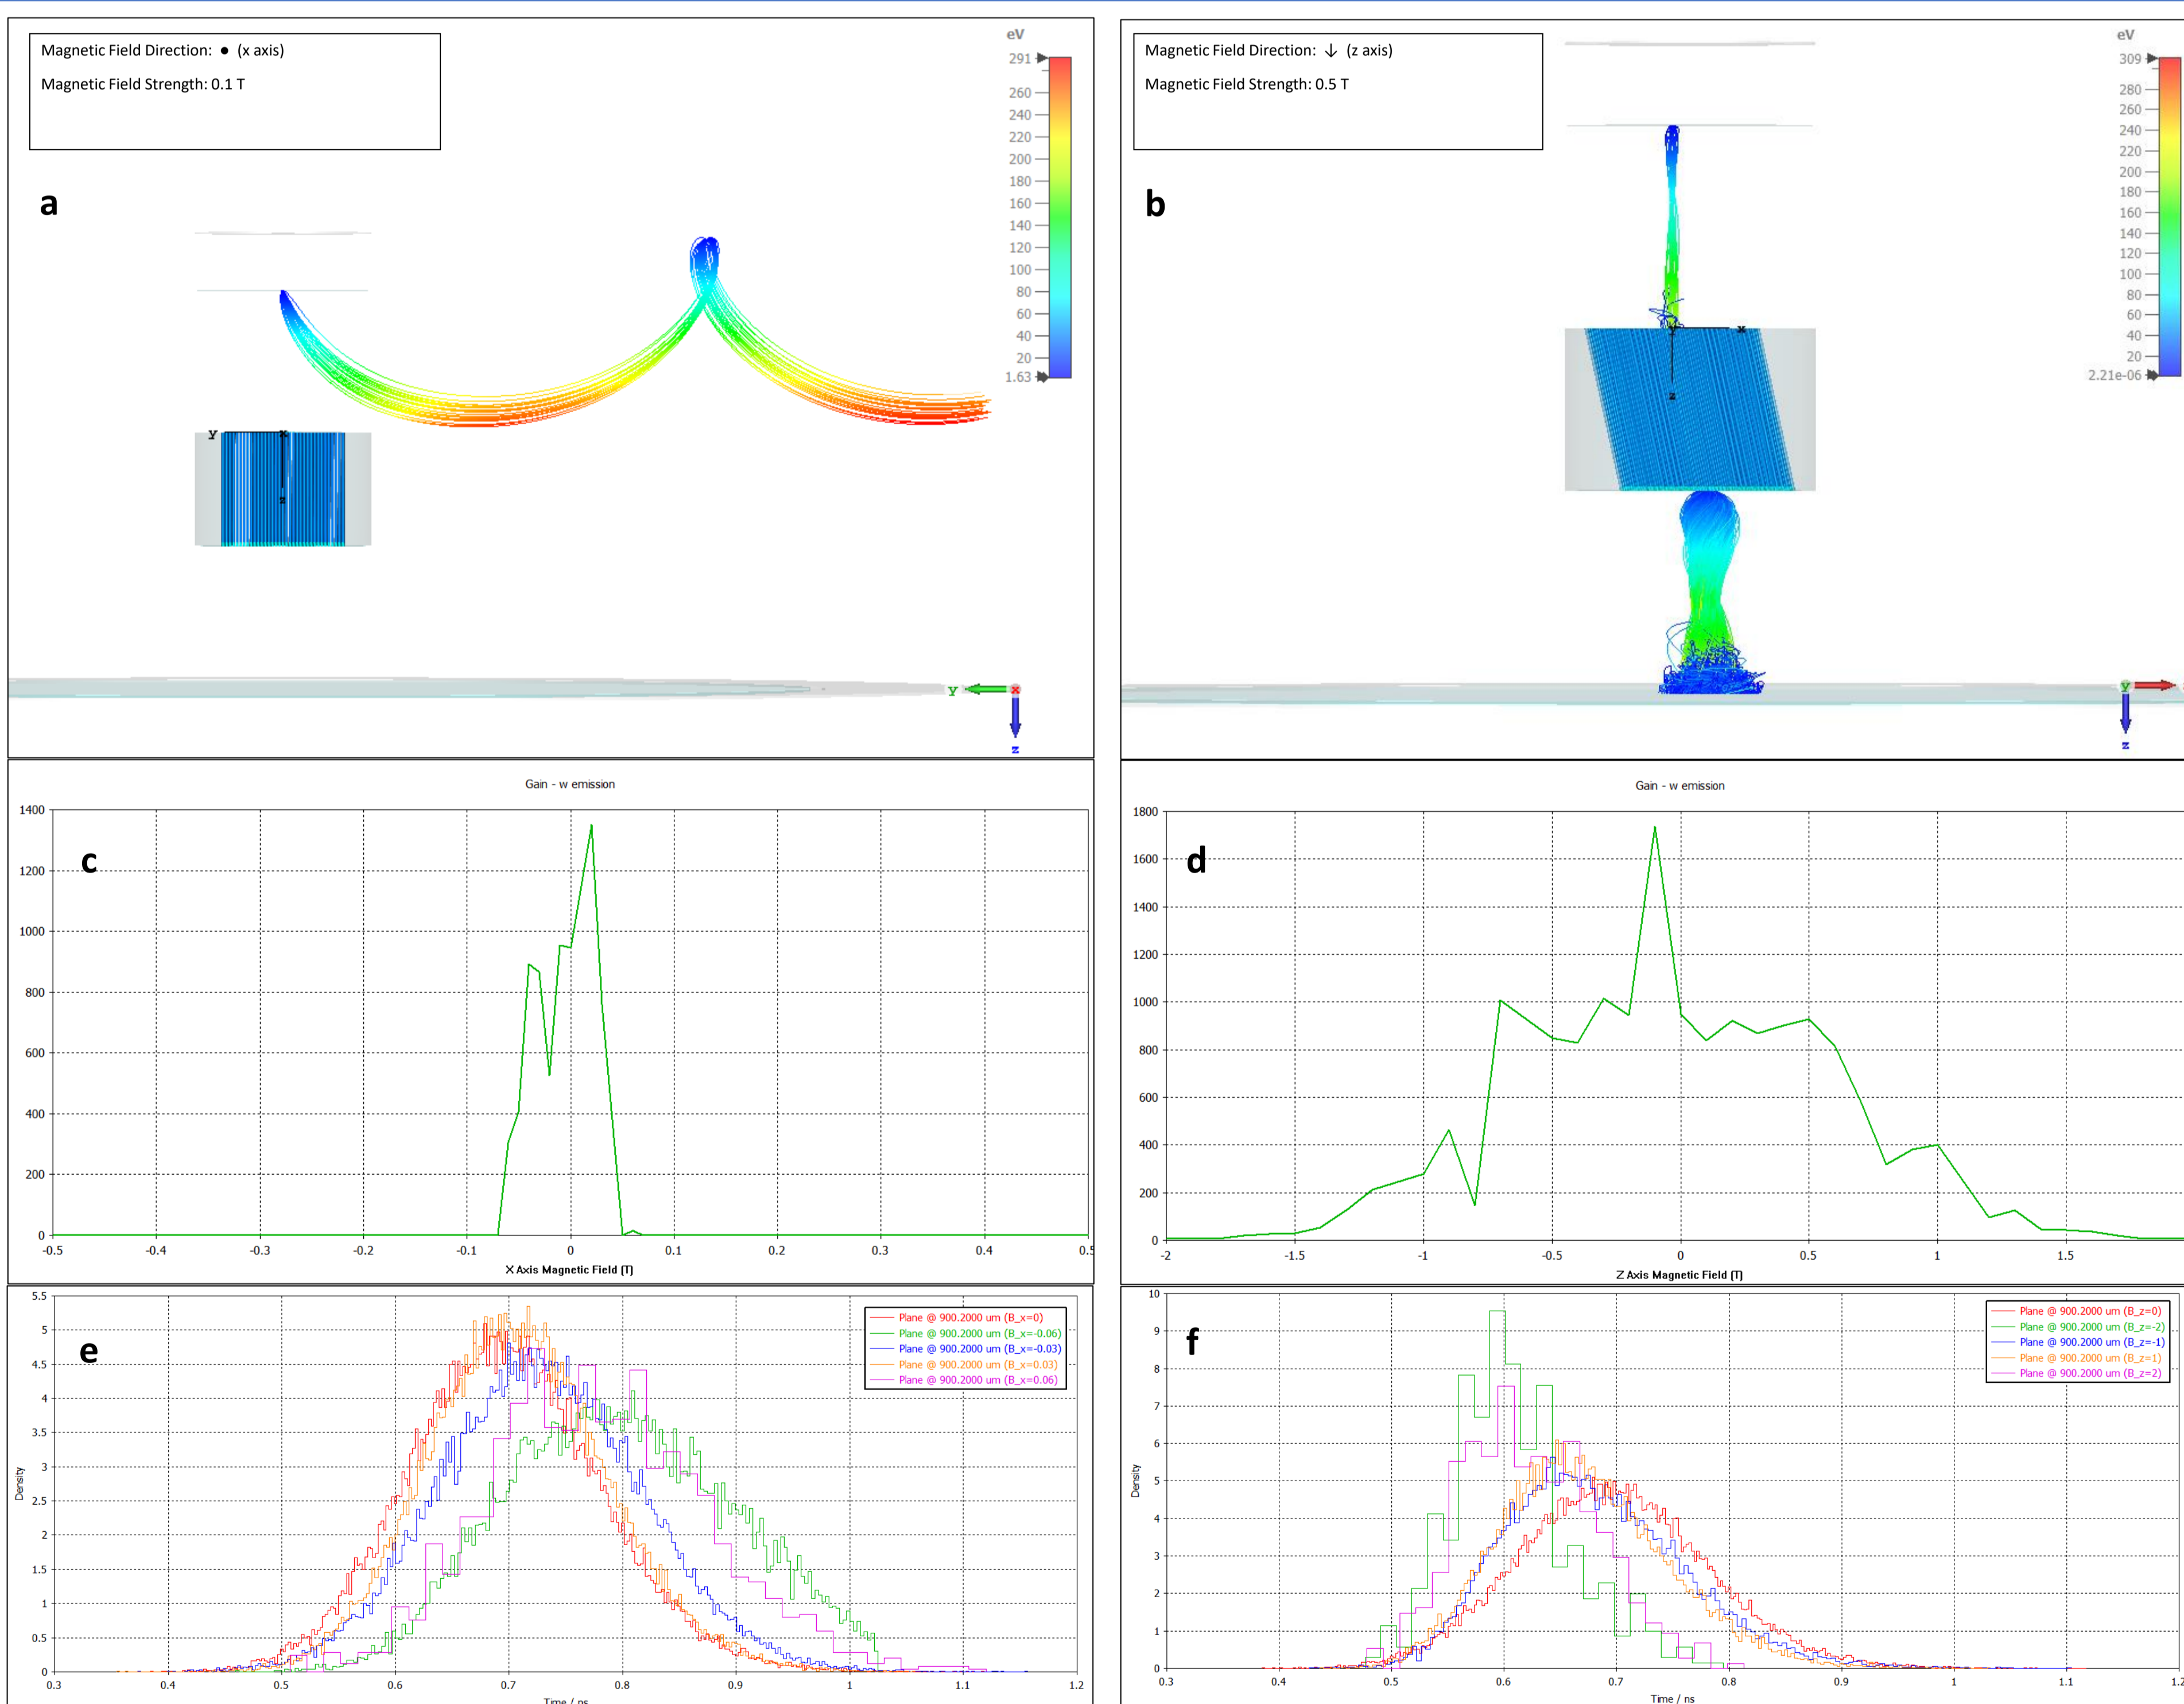 Magnetic Field Direction: ● (x axis)
Magnetic Field Strength: 0.1 T
a
eV
291
260
240
220
200
180
160
140
120
100
80
60
40
20
1.63
Y
x
z
Y
x
z
Magnetic Field Direction: ↓ (z axis)
Magnetic Field Strength: 0.5 T
b
eV
309
280
260
240
220
200
180
160
140
120
100
80
60
40
20
2.21e-06
Y
x
z
Y
z
Gain - w emission
c
1400
1200
1000
800
600
400
200
0
-0.5 -0.4 -0.3 -0.2 -0.1 0 0.1 0.2 0.3 0.4 0.5
X Axis Magnetic Field (T)
Gain - w emission
d
1800
1600
1400
1200
1000
800
600
400
200
0
-2 -1.5 -1 -0.5 0 0.5 1 1.5
Z Axis Magnetic Field (T)
e
5.5
5
4.5
4
3.5
3
2.5
2
1.5
1
0.5
0
Density
Plane @ 900.2000 um (B_x=0)
Plane @ 900.2000 um (B_x=-0.06)
Plane @ 900.2000 um (B_x=-0.03)
Plane @ 900.2000 um (B_x=0.03)
Plane @ 900.2000 um (B_x=0.06)
0.3 0.4 0.5 0.6 0.7 0.8 0.9 1 1.1 1.2
Time / ns
f
10
9
8
7
6
5
4
3
2
1
0
Density
Plane @ 900.2000 um (B_z=0)
Plane @ 900.2000 um (B_z=-2)
Plane @ 900.2000 um (B_z=-1)
Plane @ 900.2000 um (B_z=1)
Plane @ 900.2000 um (B_z=2)
0.3 0.4 0.5 0.6 0.7 0.8 0.9 1 1.1 1.2
Time / ns